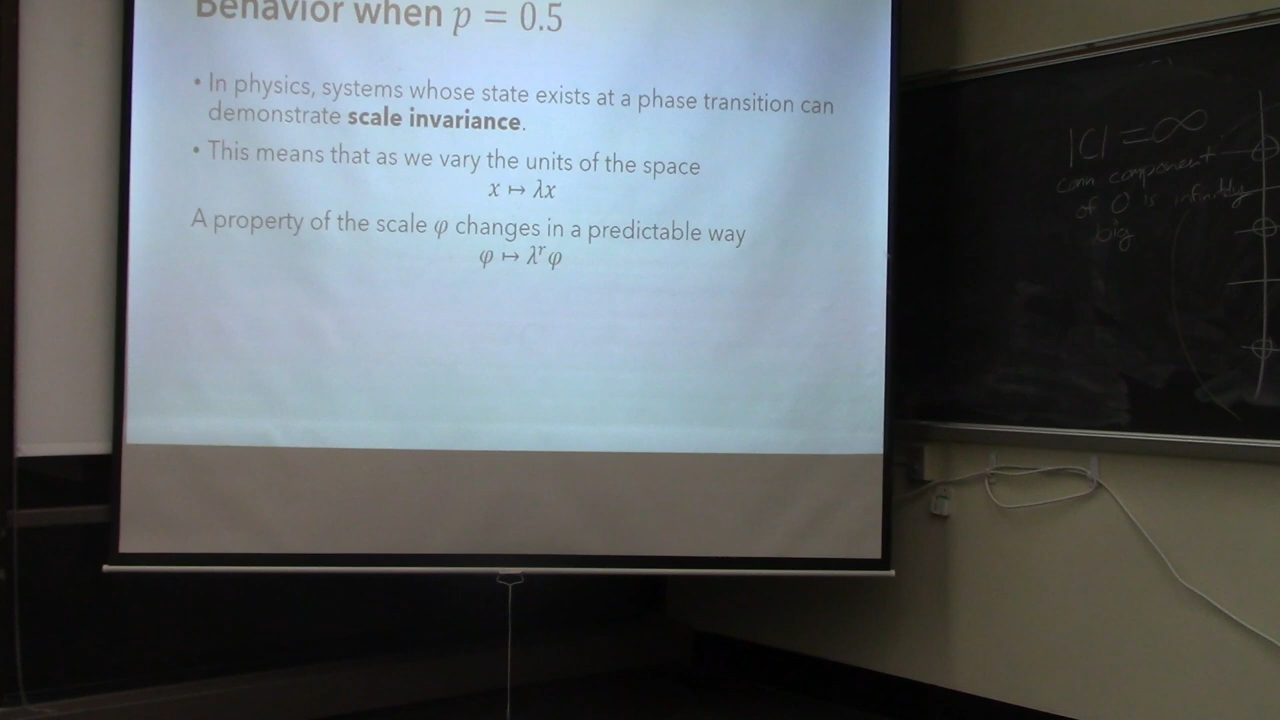 Behavior when p = 0.5
• In physics, systems whose state exists at a phase transition can
demonstrate scale invariance.
• This means that as we vary the units of the space
x ↦ λx
A property of the scale φ changes in a predictable way
φ ↦ λʳφ
|C| = ∞
conn component
of 0 is infinitely
big